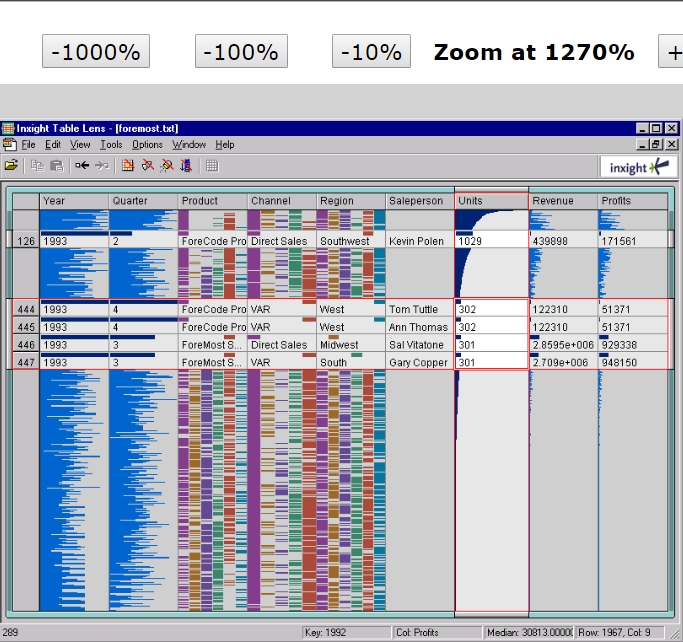 -1000% -100% -10% Zoom at 1270% +
Inxight Table Lens - [foremost.txt]
File Edit View Tools Options Window Help
inxight
Year Quarter Product Channel Region Saleperson Units Revenue Profits
126 1993 2 ForeCode Pro Direct Sales Southwest Kevin Polen 1029 439898 171561
444 1993 4 ForeCode Pro VAR West Tom Tuttle 302 122310 51371
445 1993 4 ForeCode Pro VAR West Ann Thomas 302 122310 51371
446 1993 3 ForeMost S... Direct Sales Midwest Sal Vitatone 301 2.8595e+006 929338
447 1993 3 ForeMost S... VAR South Gary Copper 301 2.709e+006 948150
289 Key: 1992 Col: Profits Median: 30813.00000 Row: 1967, Col: 9